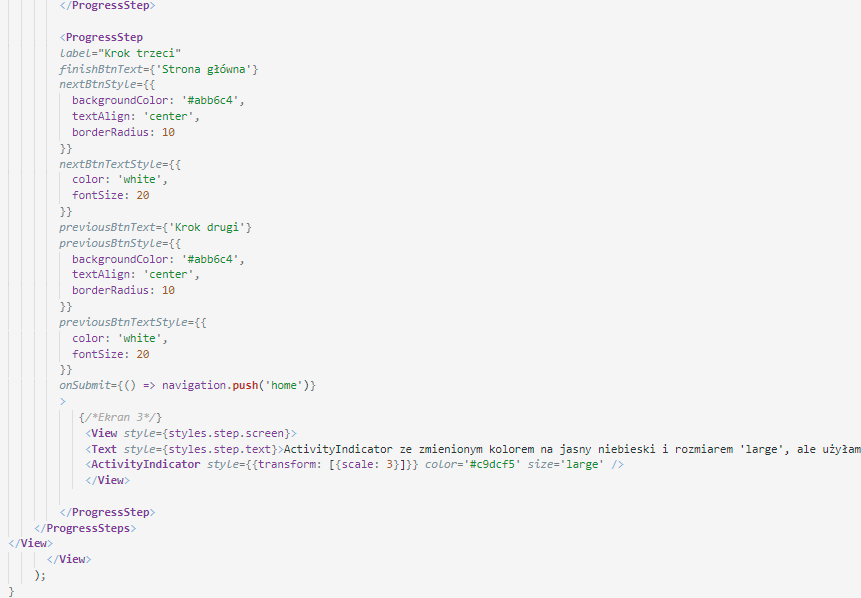 </ProgressStep>
<ProgressStep
label="Krok trzeci"
finishBtnText={'Strona główna'}
nextBtnStyle={{
backgroundColor: '#abb6c4',
textAlign: 'center',
borderRadius: 10
}}
nextBtnTextStyle={{
color: 'white',
fontSize: 20
}}
previousBtnText={'Krok drugi'}
previousBtnStyle={{
backgroundColor: '#abb6c4',
textAlign: 'center',
borderRadius: 10
}}
previousBtnTextStyle={{
color: 'white',
fontSize: 20
}}
onSubmit={() => navigation.push('home')}
>
{/*Ekran 3*/}
<View style={styles.step.screen}>
<Text style={styles.step.text}>ActivityIndicator ze zmienionym kolorem na jasny niebieski i rozmiarem 'large', ale użyłam
<ActivityIndicator style={{transform: [{scale: 3}]}} color='#c9dcf5' size='large' />
</View>
</ProgressStep>
</ProgressSteps>
</View>
</View>
);
}